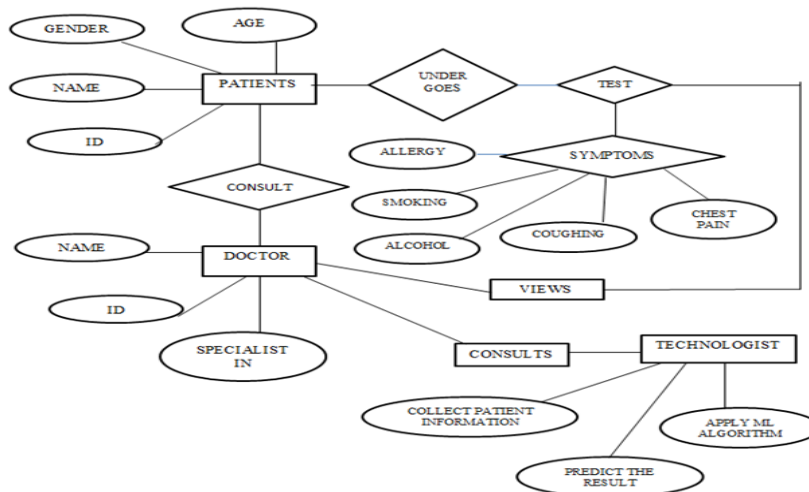 GENDER
AGE
PATIENTS
UNDER
GOES
TEST
NAME
ID
ALLERGY
SYMPTOMS
CONSULT
SMOKING
CHEST
PAIN
ALCOHOL
COUGHING
NAME
DOCTOR
VIEWS
ID
SPECIALIST
IN
CONSULTS
TECHNOLOGIST
COLLECT PATIENT
INFORMATION
APPLY ML
ALGORITHM
PREDICT THE
RESULT